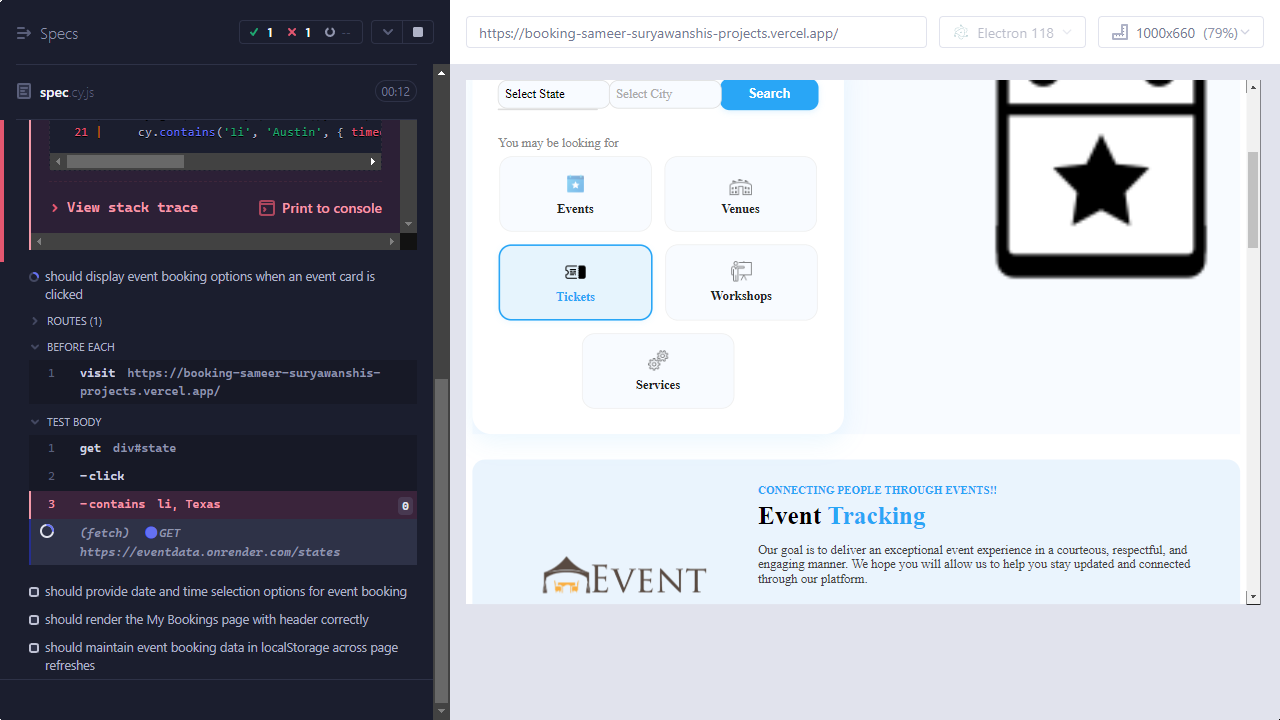 Specs
1
1
--
spec.cy.js
00:12
21 | cy.contains('li', 'Austin', { time
View stack trace
Print to console
should display event booking options when an event card is
clicked
ROUTES (1)
BEFORE EACH
1 visit https://booking-sameer-suryawanshis-
projects.vercel.app/
TEST BODY
1 get div#state
2 -click
3 -contains li, Texas 0
(fetch) GET
https://eventdata.onrender.com/states
should provide date and time selection options for event booking
should render the My Bookings page with header correctly
should maintain event booking data in localStorage across page
refreshes
https://booking-sameer-suryawanshis-projects.vercel.app/
Electron 118
1000x660 (79%)
Select State
Select City
Search
You may be looking for
Events
Venues
Tickets
Workshops
Services
CONNECTING PEOPLE THROUGH EVENTS!!
Event Tracking
Our goal is to deliver an exceptional event experience in a courteous, respectful, and
engaging manner. We hope you will allow us to help you stay updated and connected
through our platform.
EVENT